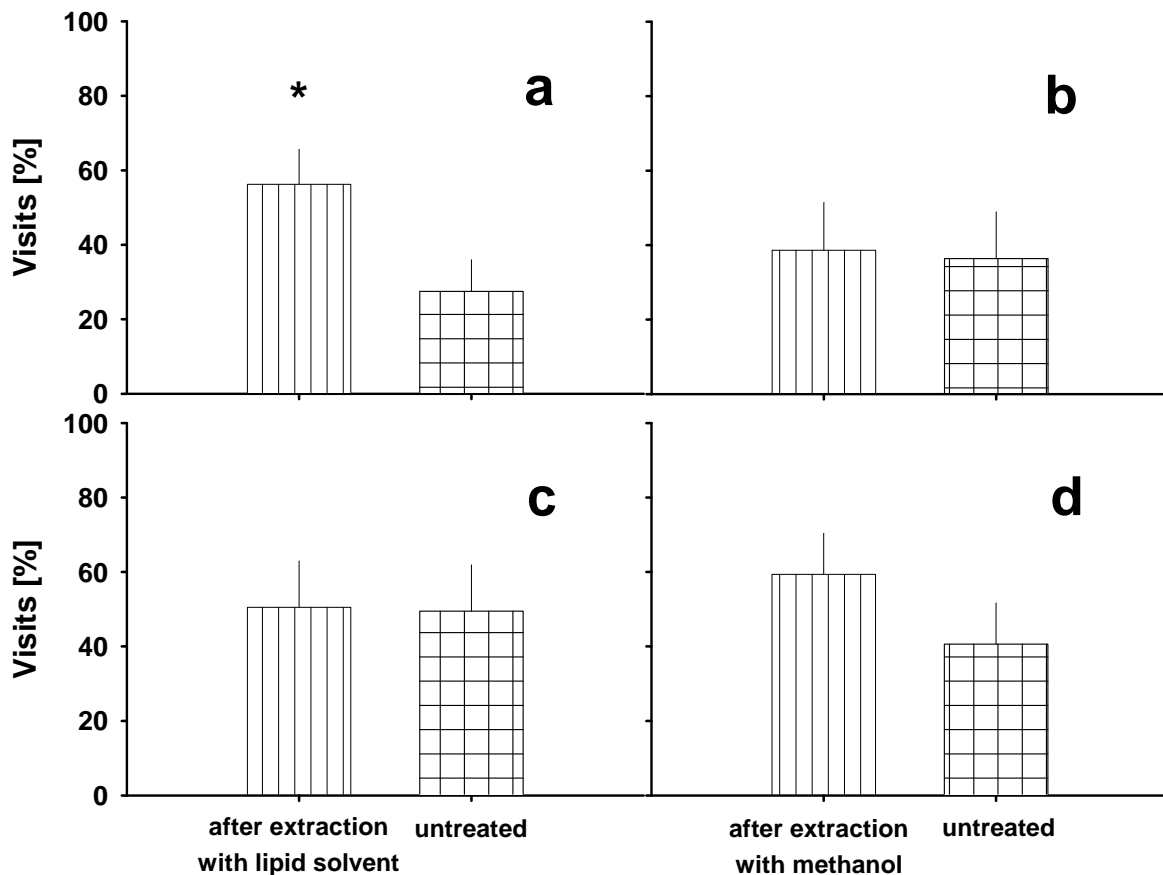 100
80
60
40
20
0
Visits [%]
*
a
b
100
80
60
40
20
0
Visits [%]
c
d
after extraction
with lipid solvent
untreated
after extraction
with methanol
untreated